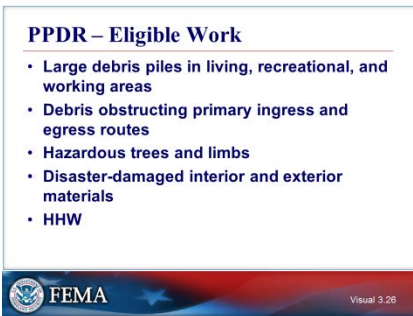 PPDR – Eligible Work
• Large debris piles in living, recreational, and
working areas
• Debris obstructing primary ingress and
egress routes
• Hazardous trees and limbs
• Disaster-damaged interior and exterior
materials
• HHW
FEMA
Visual 3.26